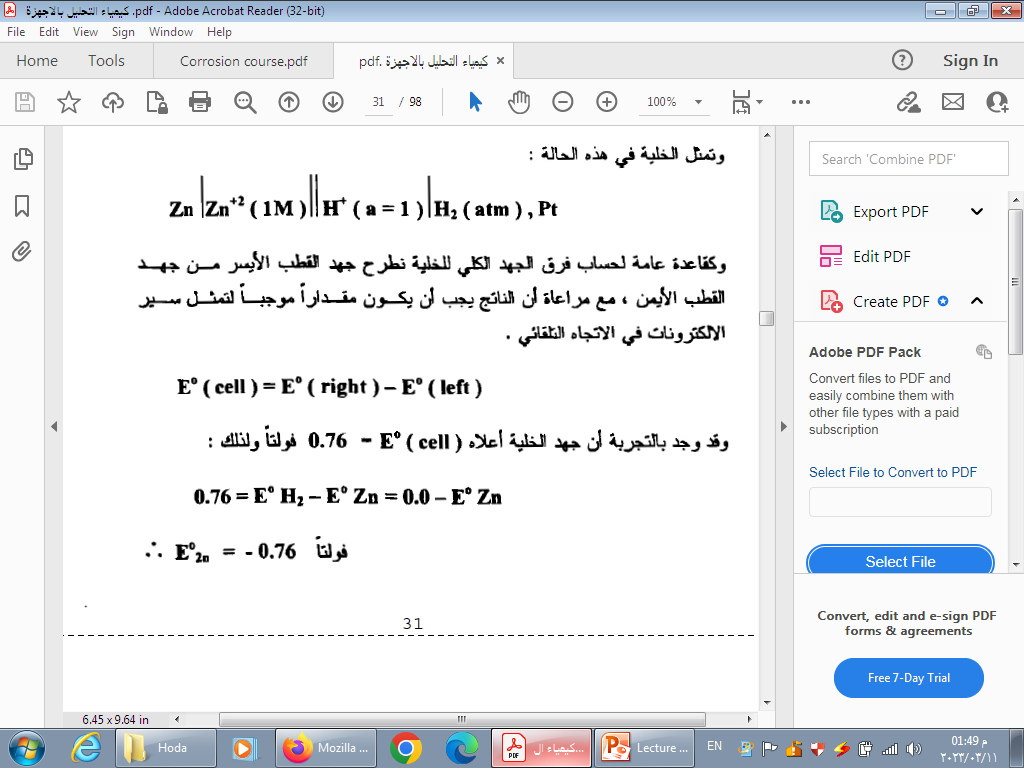 كيمياء التحليل بالاجهزة .pdf - Adobe Acrobat Reader (32-bit)
File Edit View Sign Window Help
Home Tools Corrosion course.pdf كيمياء التحليل بالاجهزة .pdf × ? Sign In
31 / 98 100%
وتمثل الخلية في هذه الحالة :
Zn | Zn⁺² ( 1M ) || H⁺ ( a = 1 ) | H₂ ( atm ) , Pt
وكقاعدة عامة لحساب فرق الجهد الكلي للخلية نطرح جهد القطب الأيسر من جهد
القطب الأيمن ، مع مراعاة أن الناتج يجب أن يكون مقداراً موجباً لتمثل سير
الالكترونات في الاتجاه التلقائي .
E° ( cell ) = E° ( right ) – E° ( left )
وقد وجد بالتجربة أن جهد الخلية أعلاه E° ( cell ) – 0.76 فولتاً ولذلك :
0.76 = E° H₂ – E° Zn = 0.0 – E° Zn
∴ E°₂ₙ = - 0.76 فولتاً
31
6.45 x 9.64 in
Search 'Combine PDF'
Export PDF
Edit PDF
Create PDF
Adobe PDF Pack
Convert files to PDF and
easily combine them with
other file types with a paid
subscription
Select File to Convert to PDF
Select File
Convert, edit and e-sign PDF
forms & agreements
Free 7-Day Trial
Hoda Mozilla ... كيمياء ال... Lecture ... EN 01:49 م
٢٠٢٣/٠٣/١١